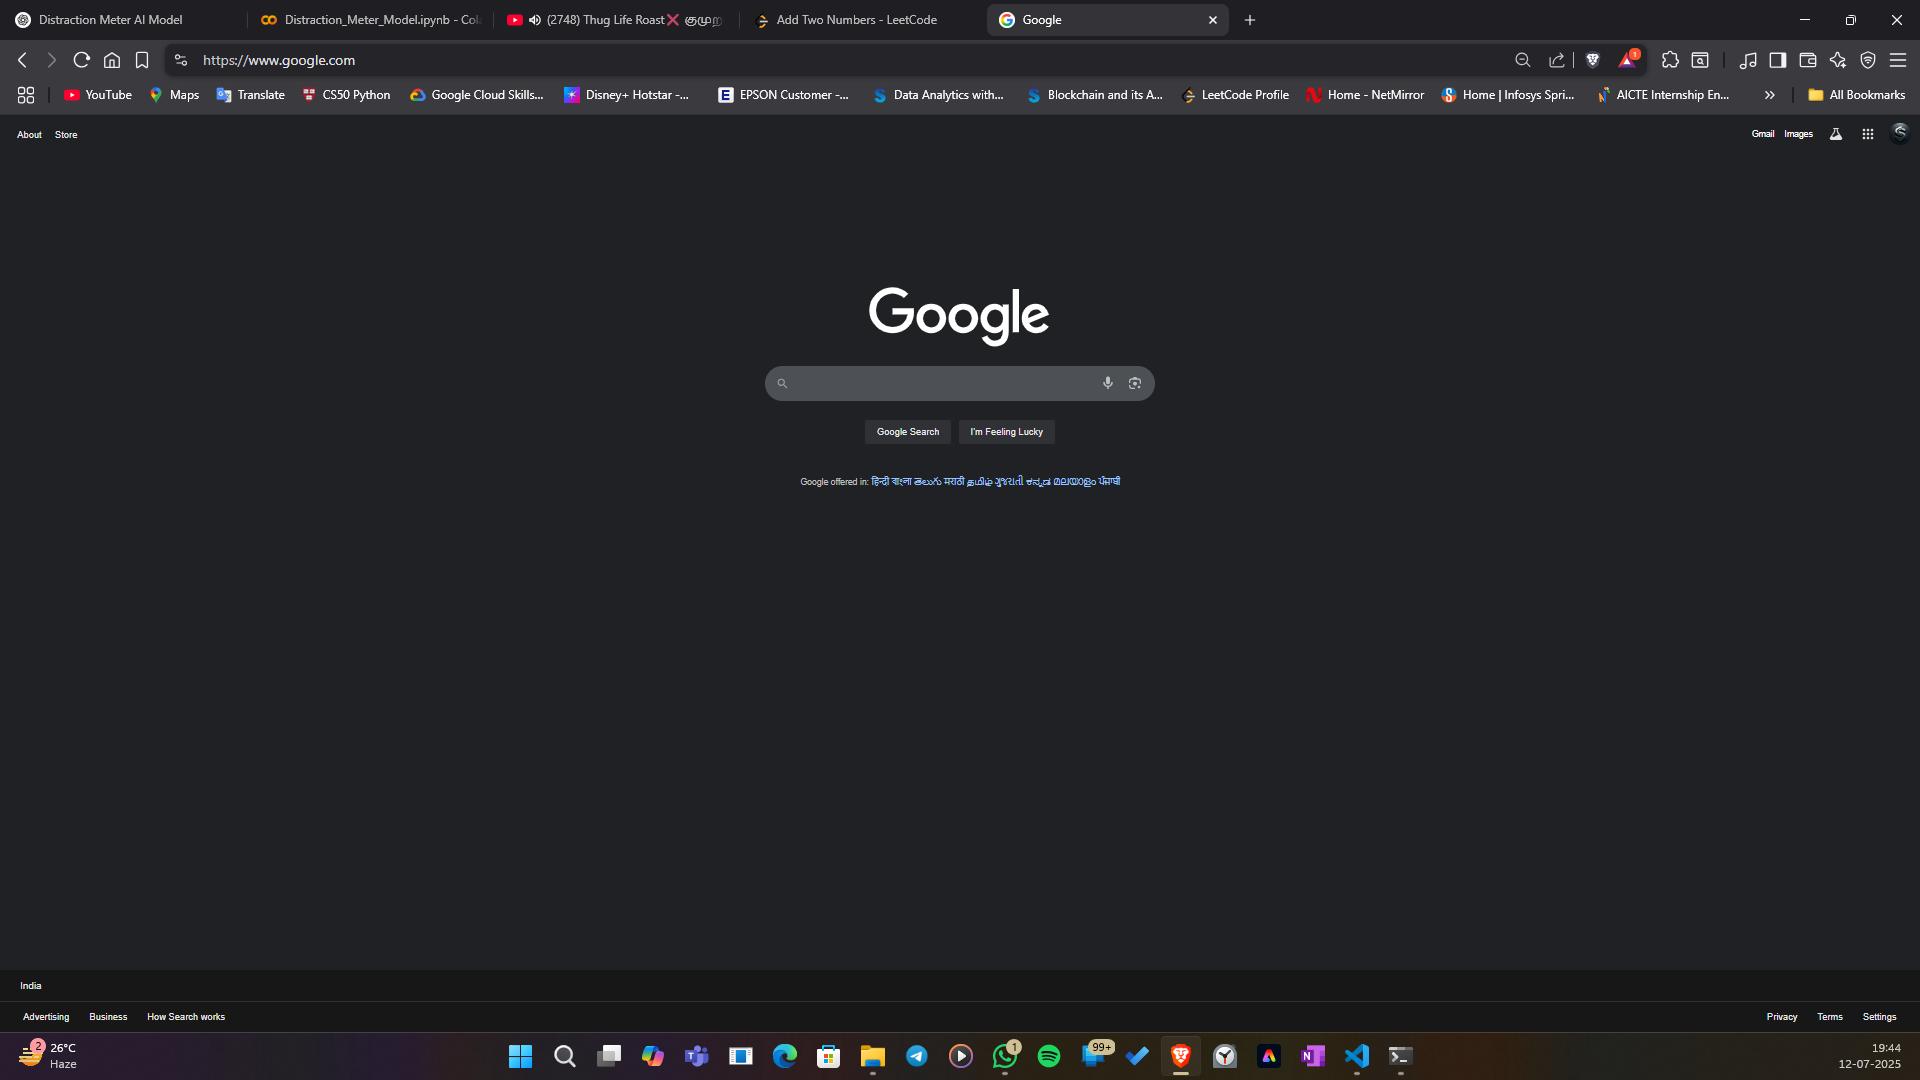 Distraction Meter AI Model
Distraction_Meter_Model.ipynb - Col
(2748) Thug Life Roast❌ குமுற
Add Two Numbers - LeetCode
Google
https://www.google.com
1
YouTube
Maps
Translate
CS50 Python
Google Cloud Skills...
Disney+ Hotstar -...
EPSON Customer -...
Data Analytics with...
Blockchain and its A...
LeetCode Profile
Home - NetMirror
Home | Infosys Spri...
AICTE Internship En...
All Bookmarks
About Store
Gmail Images
Google
Google Search I'm Feeling Lucky
Google offered in: हिन्दी বাংলা తెలుగు मराठी தமிழ் ગુજરાતી ಕನ್ನಡ മലയാളം ਪੰਜਾਬੀ
India
Advertising Business How Search works
Privacy Terms Settings
2
26°C
Haze
1
99+
19:44
12-07-2025